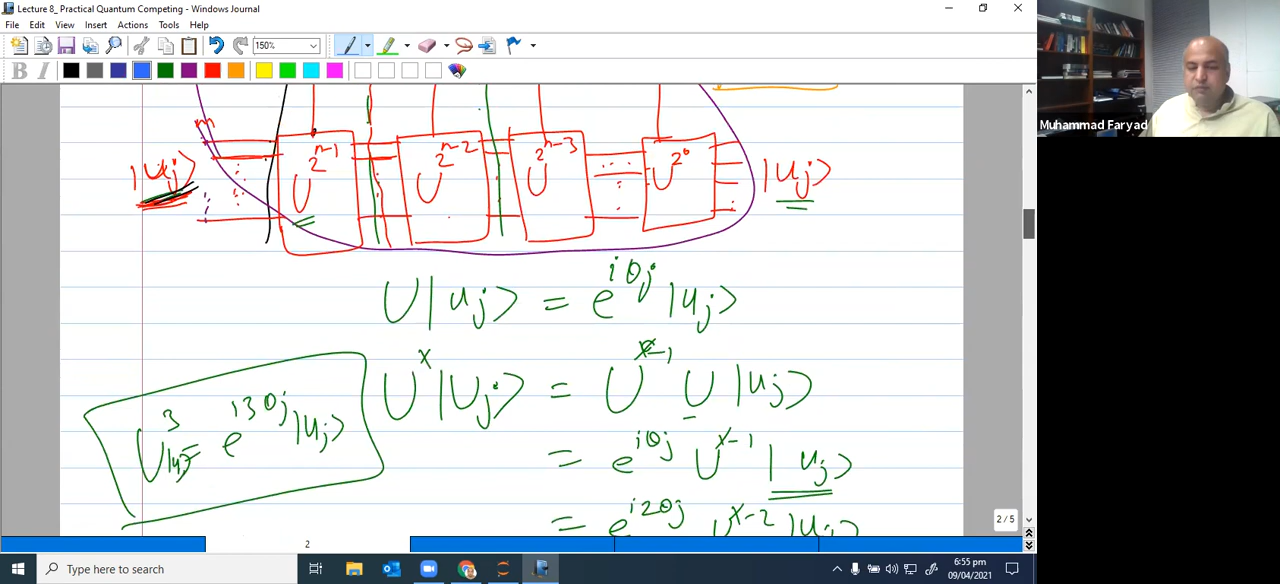 Lecture 8_ Practical Quantum Competing - Windows Journal
File Edit View Insert Actions Tools Help
150%
B I
m
|uj⟩ U^2^n-1 U^2^n-2 U^2^n-3 U^2^0 |uj⟩
U|uj⟩ = e^iθj |uj⟩
U^x |uj⟩ = U^x-1 U |uj⟩
U^3 |uj⟩ = e^i3θj |uj⟩
= e^iθj U^x-1 |uj⟩
= e^i2θj U^x-2 |uj⟩
2 / 5
2
Muhammad Faryad
Type here to search
6:55 pm
09/04/2021